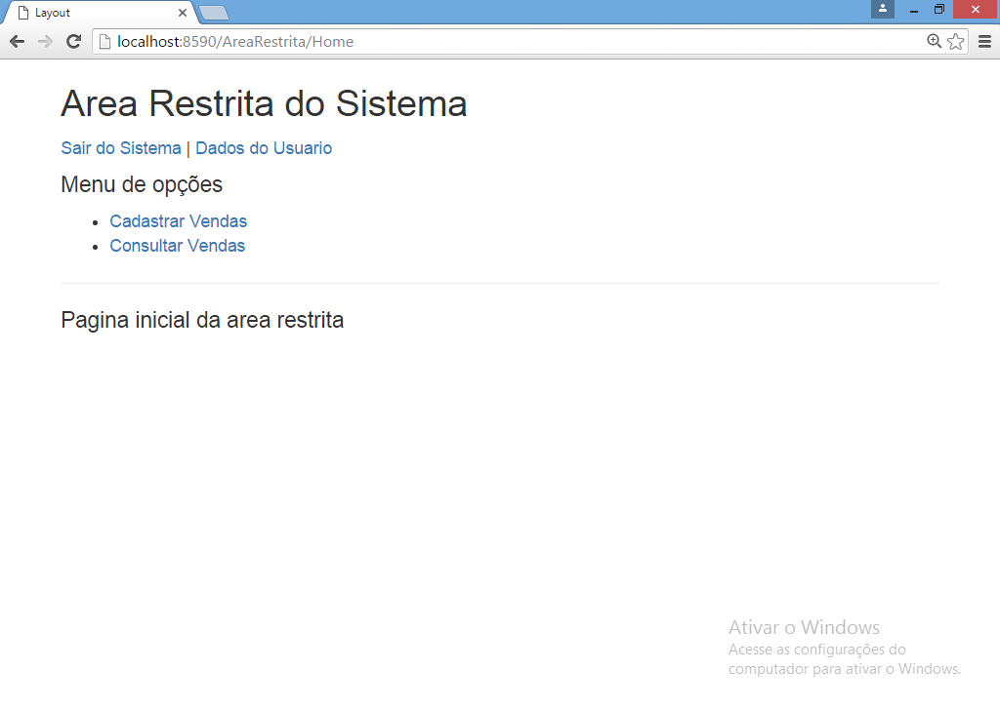 Layout
localhost:8590/AreaRestrita/Home
Area Restrita do Sistema
Sair do Sistema | Dados do Usuario
Menu de opções
Cadastrar Vendas
Consultar Vendas
Pagina inicial da area restrita
Ativar o Windows
Acesse as configurações do
computador para ativar o Windows.